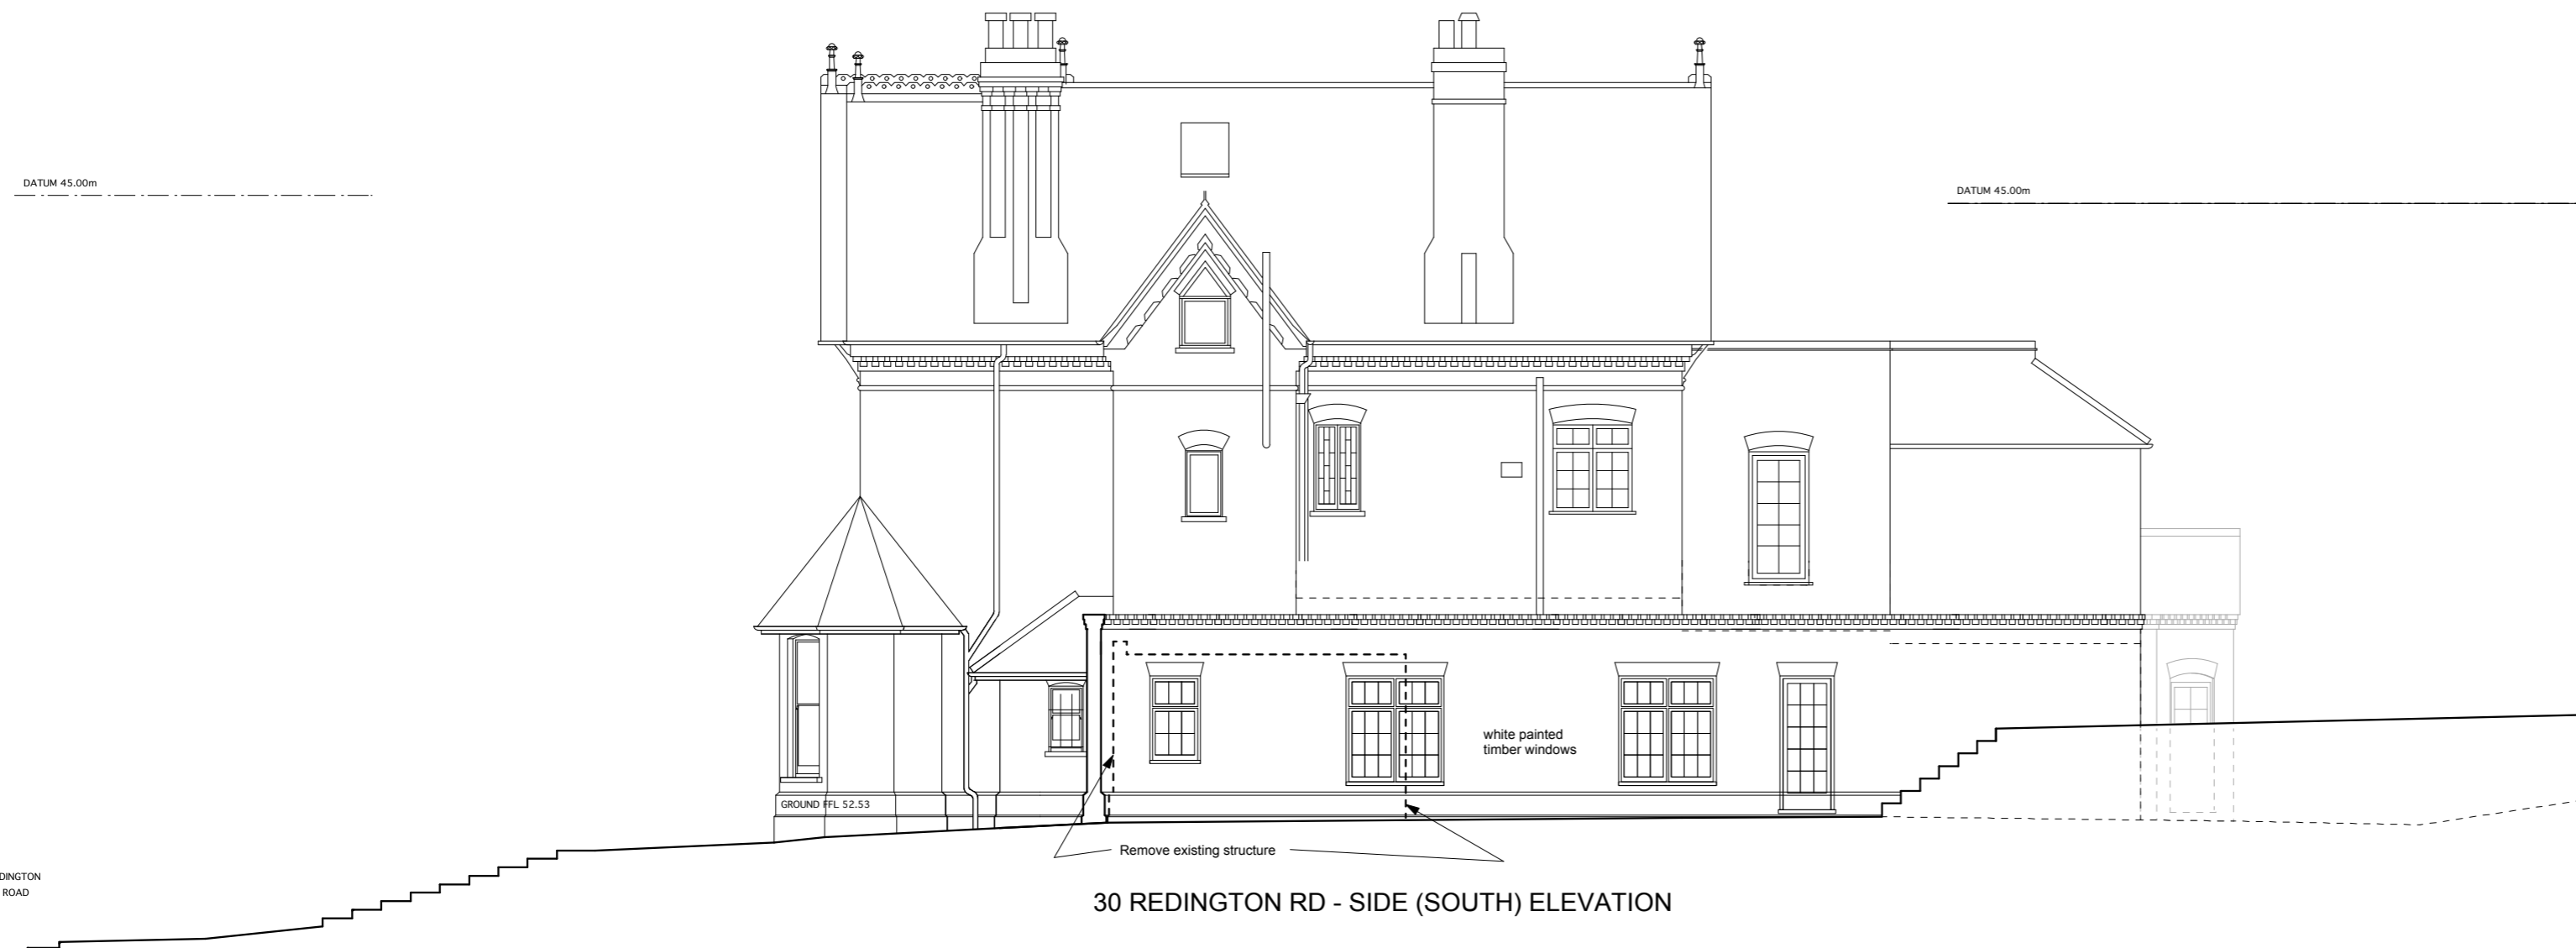 DATUM 45.00m
DATUM 45.00m
white painted
timber windows
GROUND FFL 52.53
Remove existing structure
DINGTON
ROAD
30 REDINGTON RD - SIDE (SOUTH) ELEVATION